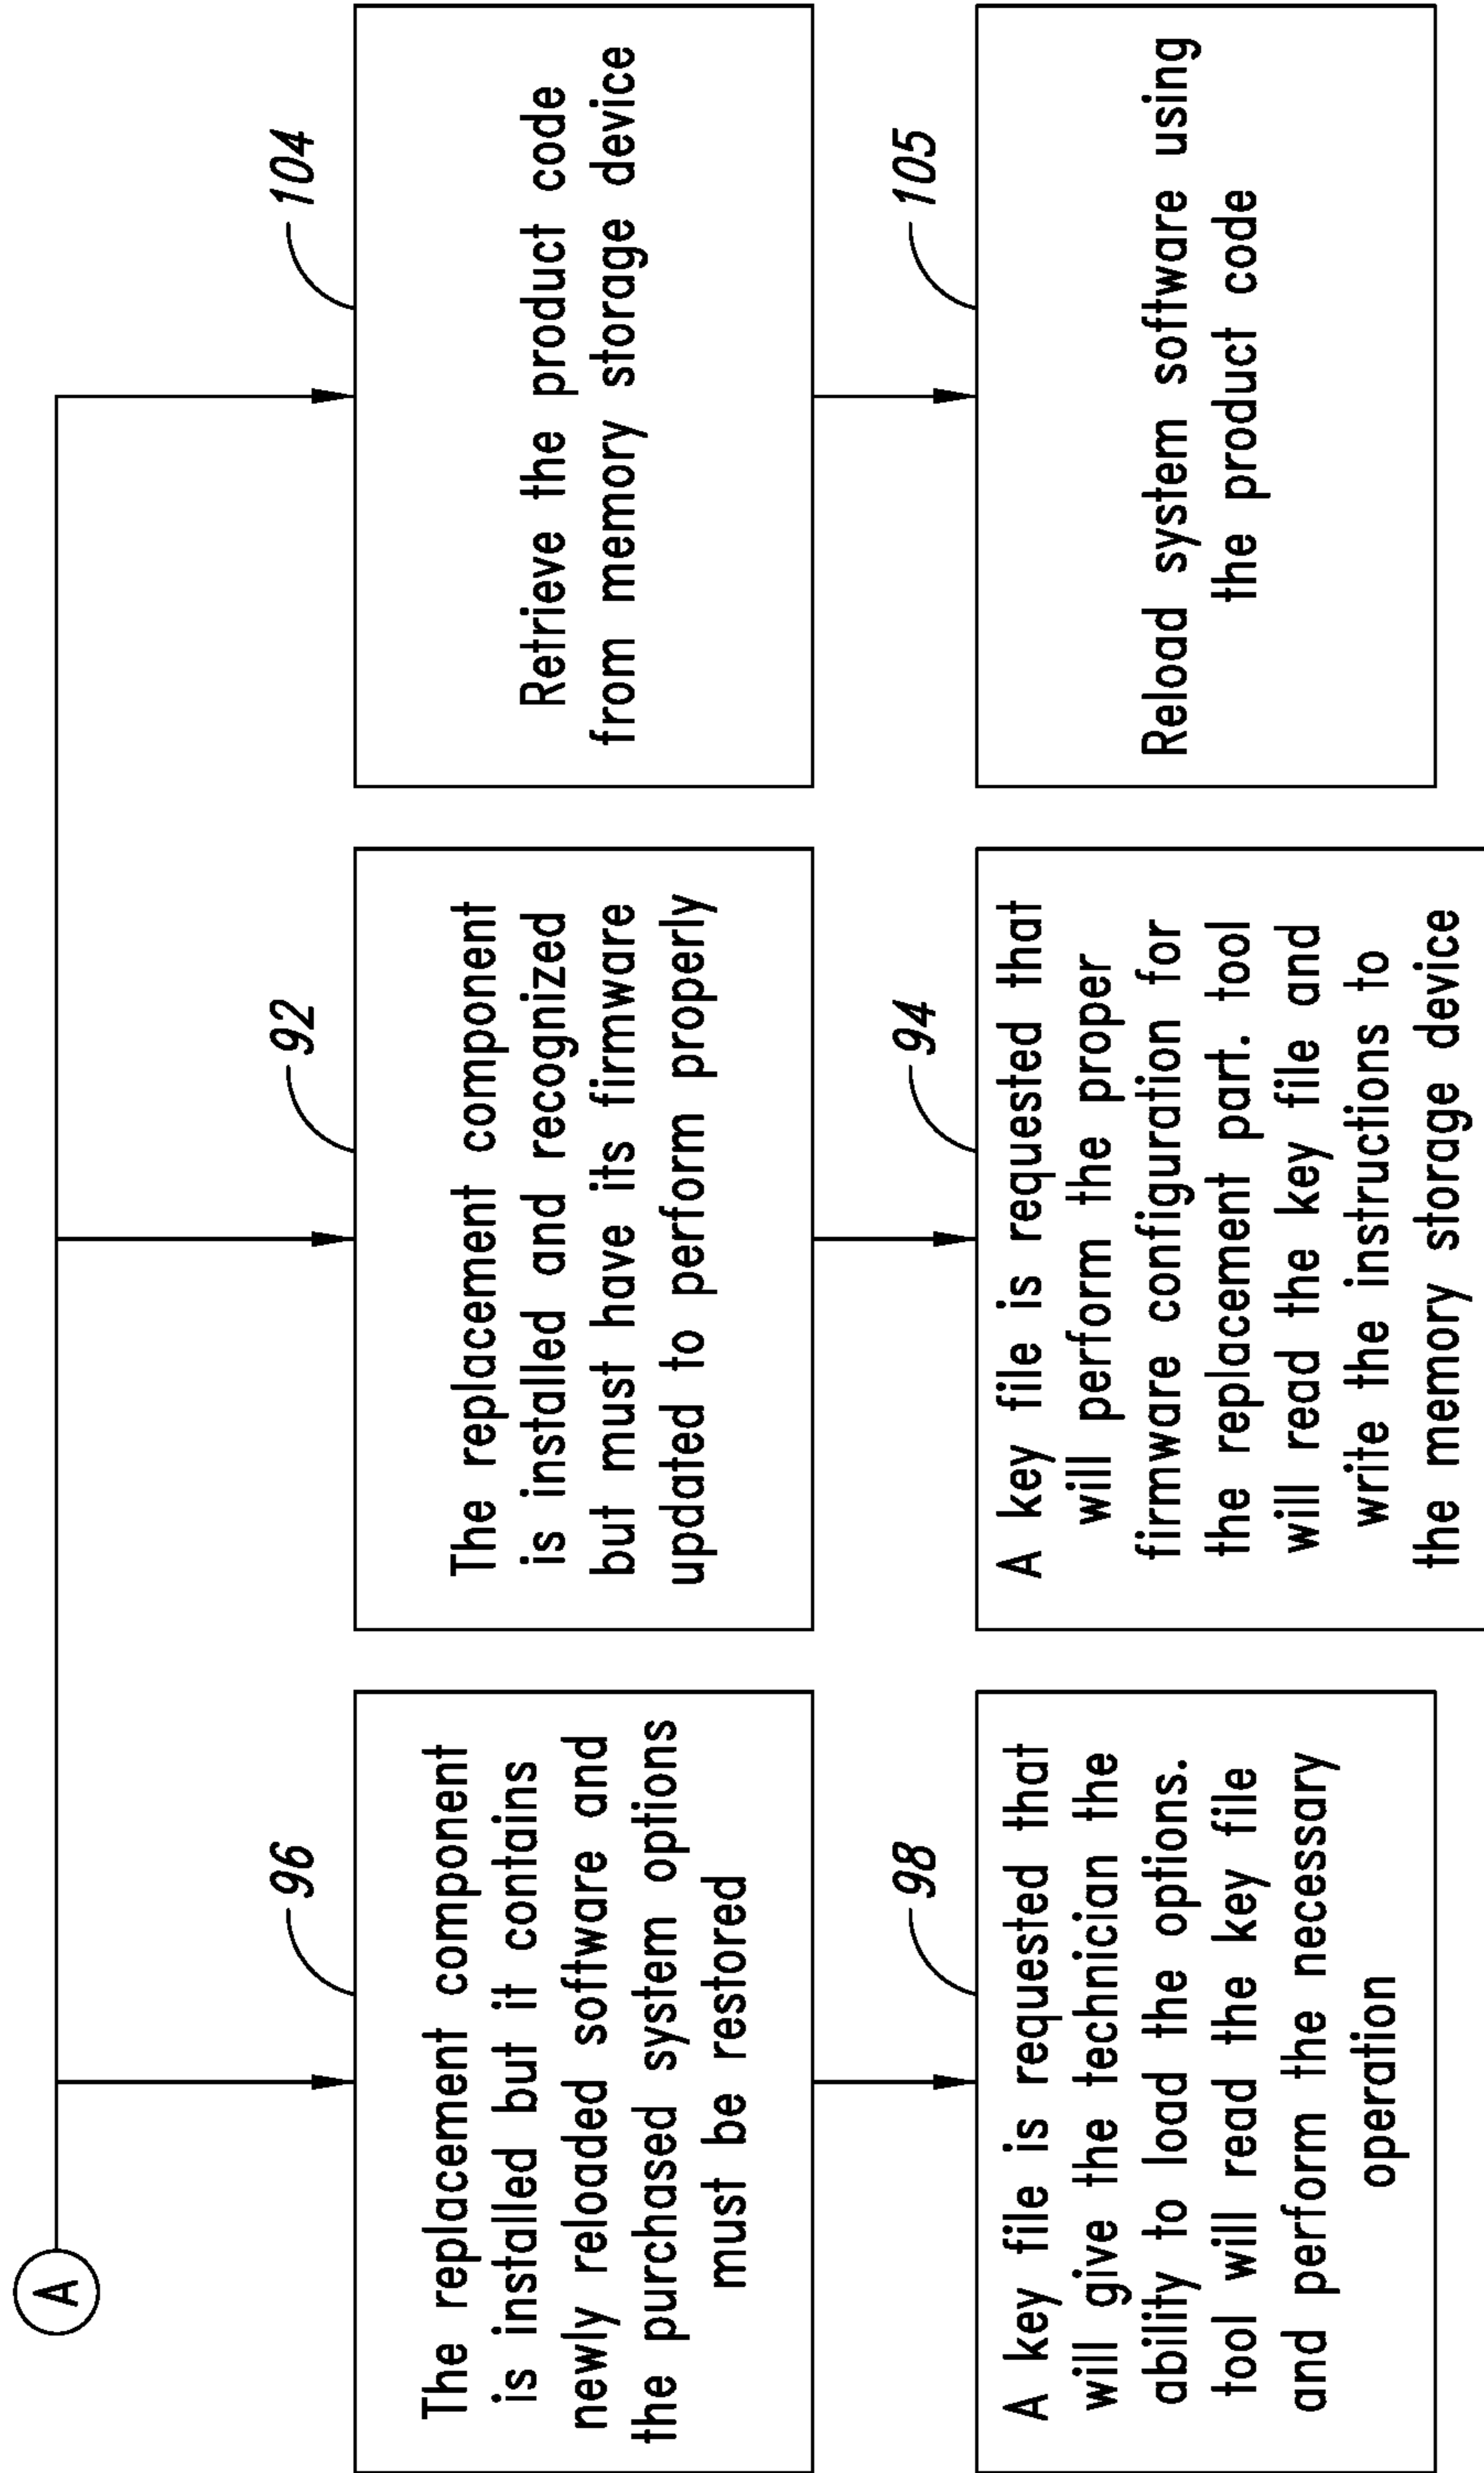 A
96
The replacement component
is installed but it contains
newly reloaded software and
the purchased system options
must be restored
92
The replacement component
is installed and recognized
but must have its firmware
updated to perform properly
104
Retrieve the product code
from memory storage device
98
A key file is requested that
will give the technician the
ability to load the options.
tool will read the key file
and perform the necessary
operation
94
A key file is requested that
will perform the proper
firmware configuration for
the replacement part. tool
will read the key file and
write the instructions to
the memory storage device
105
Reload system software using
the product code